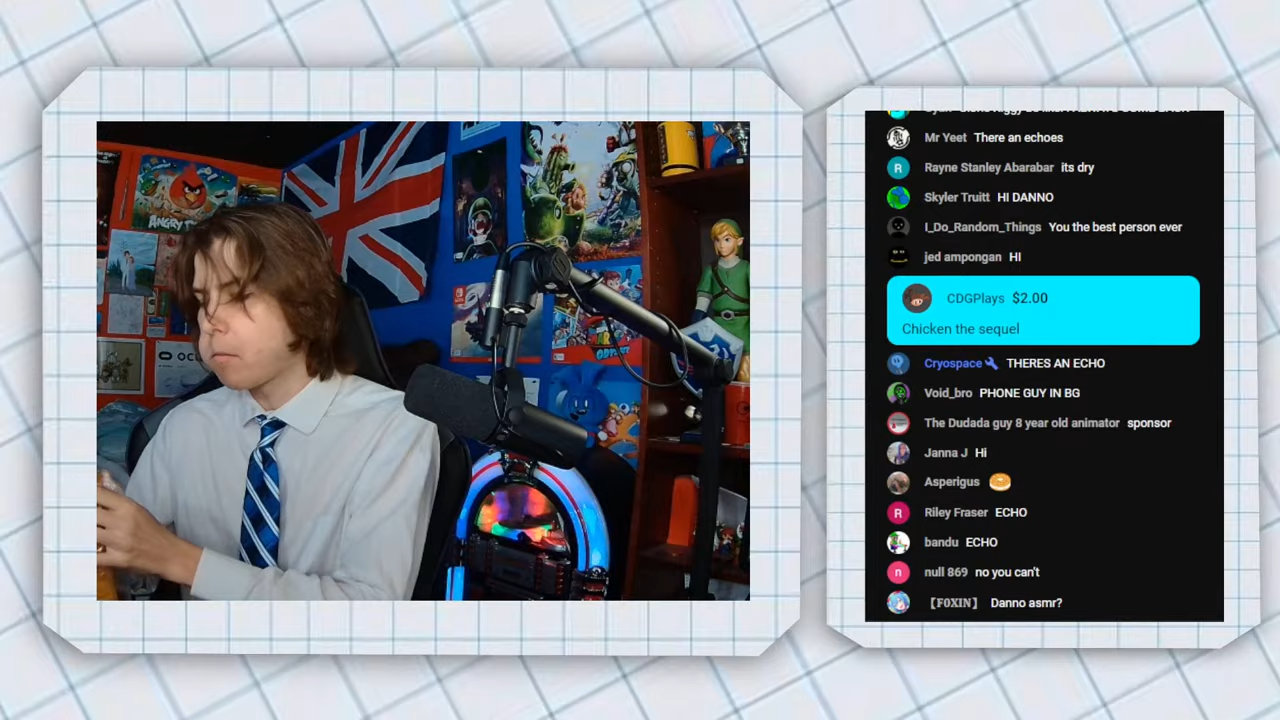 ANGRY
OCU
ODYSSEY
Mr Yeet There an echoes
Rayne Stanley Abarabar its dry
Skyler Truitt HI DANNO
I_Do_Random_Things You the best person ever
jed ampongan HI
CDGPlays $2.00
Chicken the sequel
Cryospace THERES AN ECHO
Void_bro PHONE GUY IN BG
The Dudada guy 8 year old animator sponsor
Janna J Hi
Asperigus
Riley Fraser ECHO
bandu ECHO
null 869 no you can't
【F0XIN】 Danno asmr?